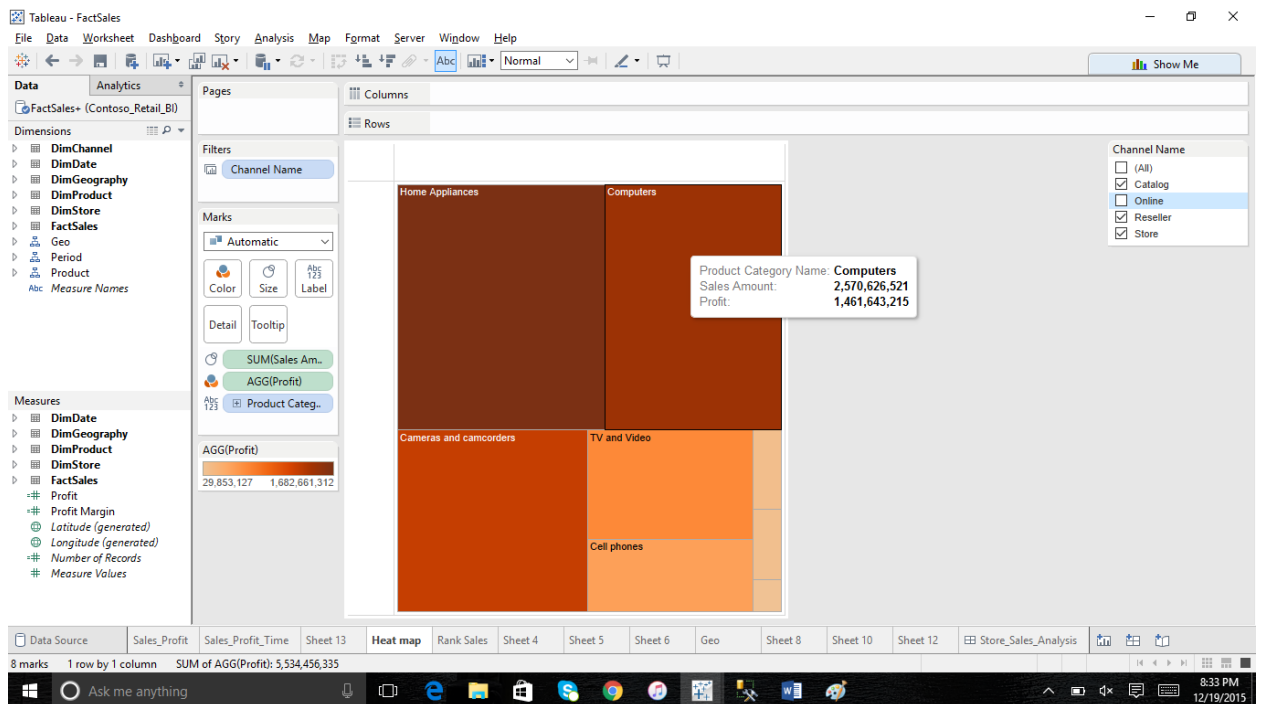 Tableau - FactSales
File Data Worksheet Dashboard Story Analysis Map Format Server Window Help
Abc Normal Show Me
Data Analytics
FactSales+ (Contoso_Retail_BI)
Dimensions
DimChannel
DimDate
DimGeography
DimProduct
DimStore
FactSales
Geo
Period
Product
Abc Measure Names
Measures
DimDate
DimGeography
DimProduct
DimStore
FactSales
Profit
Profit Margin
Latitude (generated)
Longitude (generated)
Number of Records
Measure Values
Pages
Filters
Channel Name
Marks
Automatic
Abc
123
Color Size Label
Detail Tooltip
SUM(Sales Am..
AGG(Profit)
Abc
123
Product Categ..
AGG(Profit)
29,853,127 1,682,661,312
Columns
Rows
Home Appliances
Computers
Product Category Name: Computers
Sales Amount: 2,570,626,521
Profit: 1,461,643,215
Cameras and camcorders
TV and Video
Cell phones
Channel Name
(All)
Catalog
Online
Reseller
Store
Data Source Sales_Profit Sales_Profit_Time Sheet 13 Heat map Rank Sales Sheet 4 Sheet 5 Sheet 6 Geo Sheet 8 Sheet 10 Sheet 12 Store_Sales_Analysis
8 marks 1 row by 1 column SUM of AGG(Profit): 5,534,456,335
Ask me anything
8:33 PM
12/19/2015